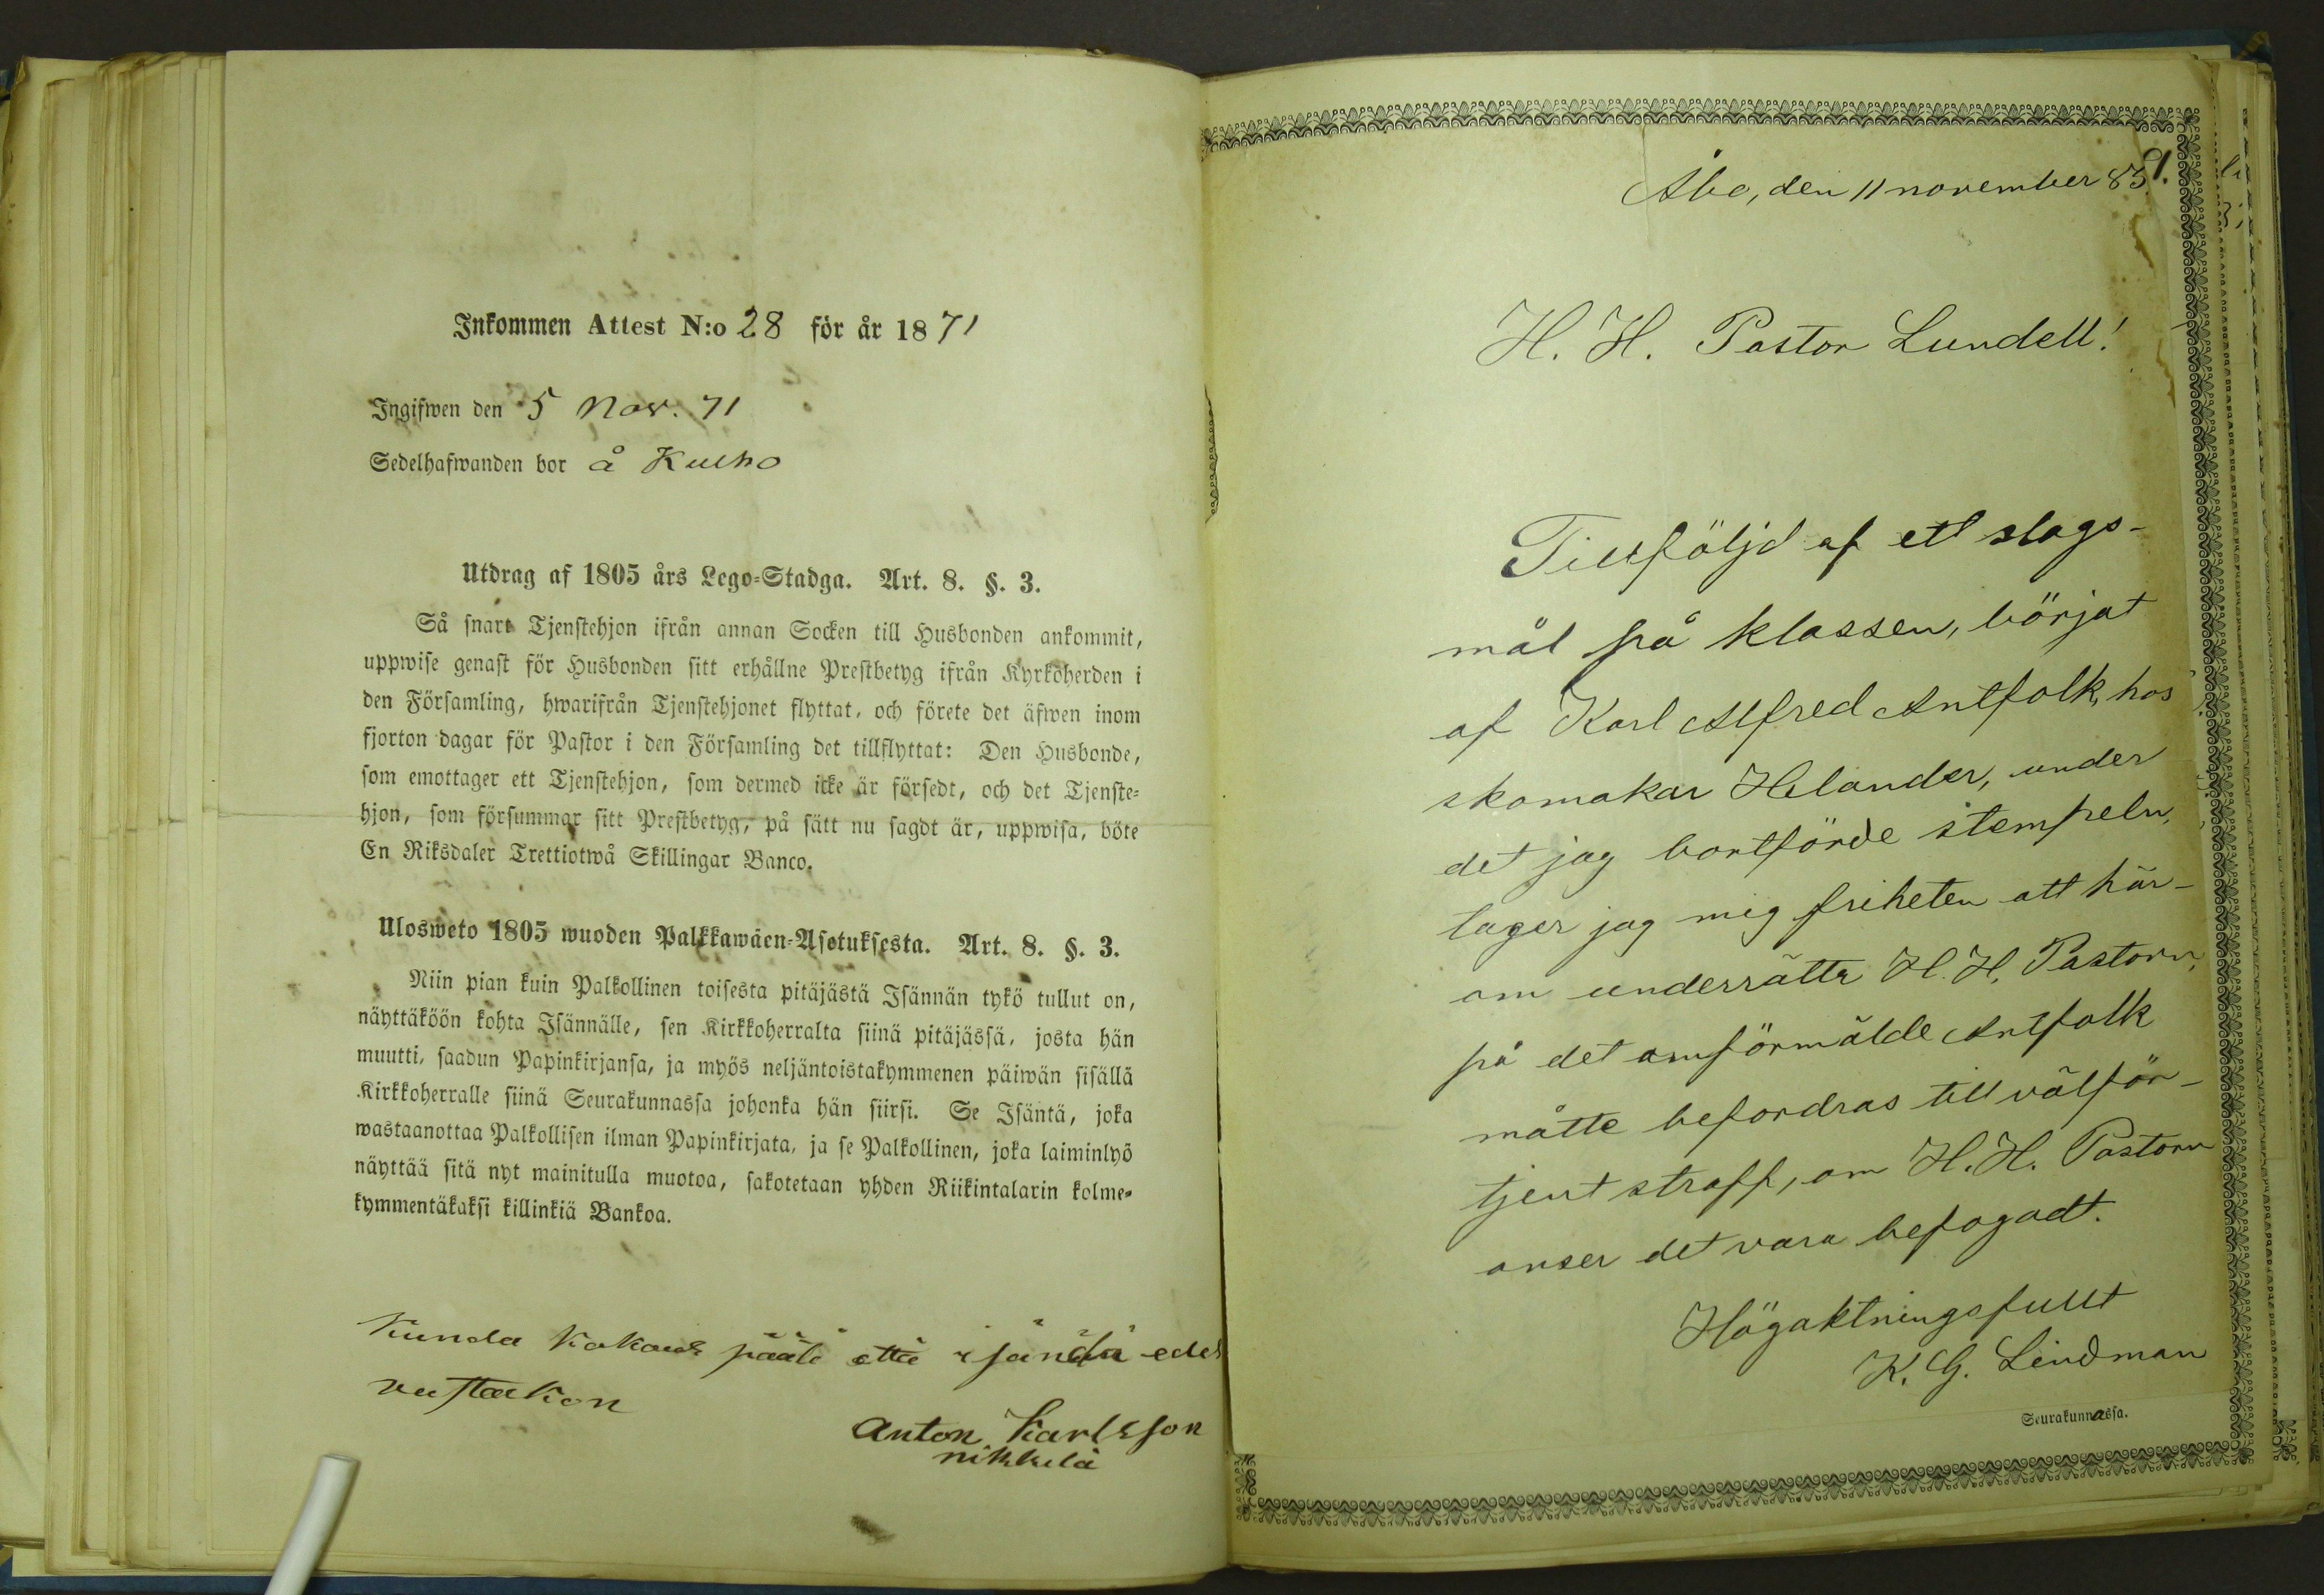 Inkommen Attest N:o 28 för år 1871
Ingifwen den 5 Nov. 71
Sedelhafwanden bor å Kulho
Utdrag af 1805 års Lego-Stadga. Art. 8. §. 3.
Så snart Tjenstehjon ifrån annan Socken till Husbonden ankommit,
uppwise genast för Husbonden sitt erhållne Prestbetyg ifrån Kyrkoherden i
den Församling, hwarifrån Tjenstehjonet flyttat, och förete det äfwen inom
fjorton dagar för Pastor i den Församling det tillflyttat: Den Husbonde,
som emottager ett Tjenstehjon, som dermed icke är försedt, och det Tjenste-
hjon, som försummar sitt Prestbetyg, på sätt nu sagdt är, uppwisa, böte
En Riksdaler Trettiotwå Skillingar Banco.
Ulosweto 1805 wuoden Palkkawäen-Asetuksesta. Art. 8. §. 3.
Niin pian kuin Palkollinen toisesta pitäjästä Isännän tykö tullut on,
näyttäköön kohta Isännälle, sen Kirkkoherralta siinä pitäjässä, josta hän
muutti, saadun Papinkirjansa, ja myös neljäntoistakymmenen päiwän sisällä
Kirkkoherralle siinä Seurakunnassa johonka hän siirsi. Se Isäntä, joka
wastaanottaa Palkollisen ilman Papinkirjata, ja se Palkollinen, joka laiminlyö
näyttää sitä nyt mainitulla muotoa, sakotetaan yhden Riikintalarin kolme-
kymmentäkaksi killinkiä Bankoa.
Kunda päälä että isändä edes
vastackon
Anton Karlsson
nikkilä
Åbo, den 11 november 8
H. H. Pastor Lundell!
Tillföljd af ett slags-
mål på klassen, börjat
af Karl Alfred Antfolk, hos
skomakar Helander, under
det jag bortförde stempeln,
tager jag mig friheten att här-
om underrätta H. H. Pastorn,
på det omförmälde Antfolk
måtte befordras till välför-
tjent straff, om H. H. Pastorn
anser det vara befogadt.
Högaktningsfullt
K. G. Lindman
Seurakunnassa.